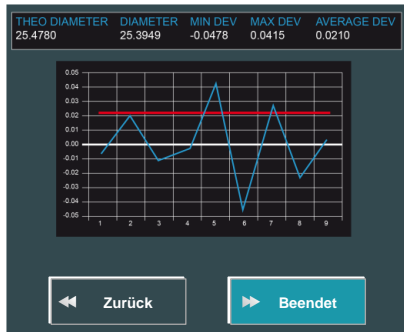 THEO DIAMETER DIAMETER MIN DEV MAX DEV AVERAGE DEV
25.4780 25.3949 -0.0478 0.0415 0.0210
0.05
0.04
0.03
0.02
0.01
0.00
-0.01
-0.02
-0.03
-0.04
-0.05
1 2 3 4 5 6 7 8 9
Zurück Beendet